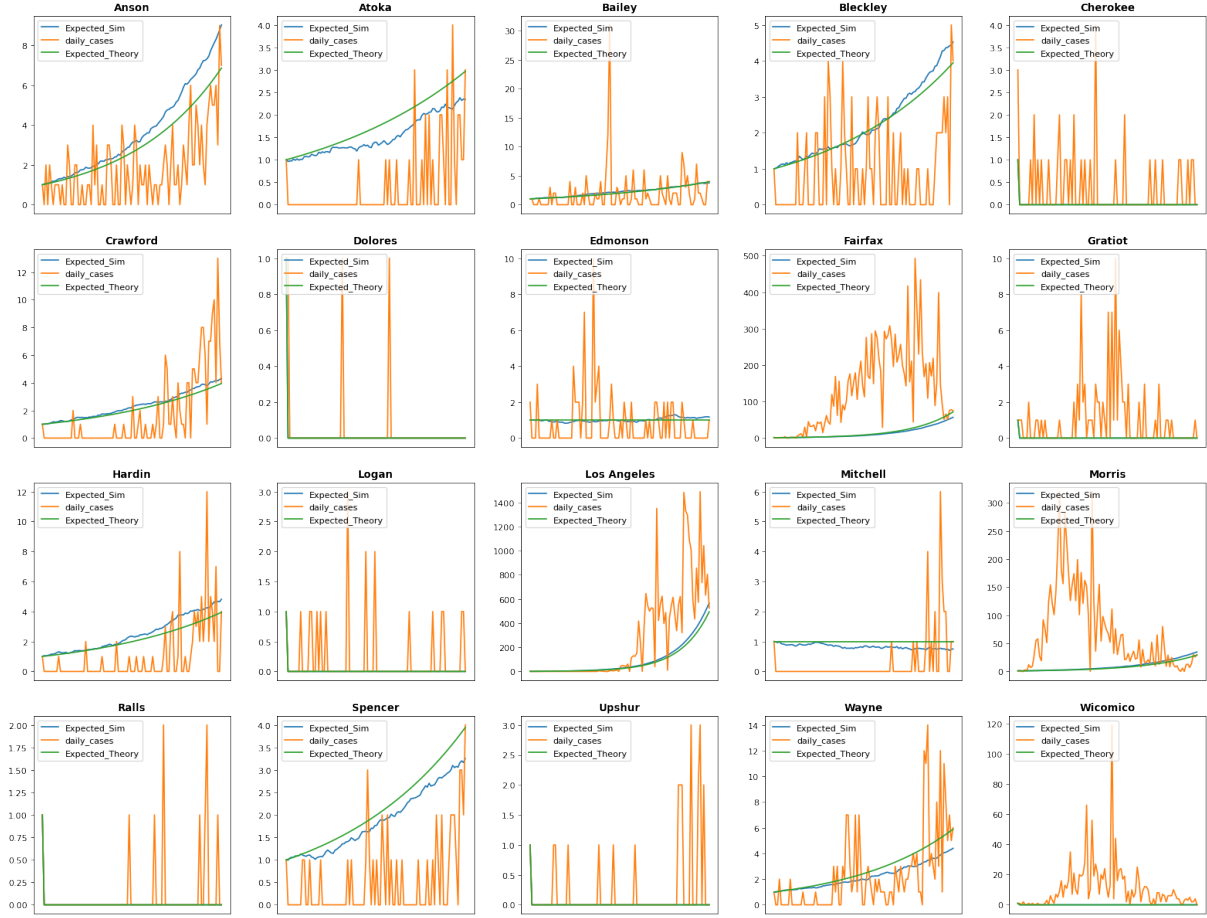 Anson
Expected_Sim
daily_cases
Expected_Theory
8
6
4
2
0
Atoka
Expected_Sim
daily_cases
Expected_Theory
4.0
3.5
3.0
2.5
2.0
1.5
1.0
0.5
0.0
Bailey
Expected_Sim
daily_cases
Expected_Theory
30
25
20
15
10
5
0
Bleckley
Expected_Sim
daily_cases
Expected_Theory
5
4
3
2
1
0
Cherokee
Expected_Sim
daily_cases
Expected_Theory
4.0
3.5
3.0
2.5
2.0
1.5
1.0
0.5
0.0
Crawford
Expected_Sim
daily_cases
Expected_Theory
12
10
8
6
4
2
0
Dolores
Expected_Sim
daily_cases
Expected_Theory
1.0
0.8
0.6
0.4
0.2
0.0
Edmonson
Expected_Sim
daily_cases
Expected_Theory
10
8
6
4
2
0
Fairfax
Expected_Sim
daily_cases
Expected_Theory
500
400
300
200
100
0
Gratiot
Expected_Sim
daily_cases
Expected_Theory
10
8
6
4
2
0
Hardin
Expected_Sim
daily_cases
Expected_Theory
12
10
8
6
4
2
0
Logan
Expected_Sim
daily_cases
Expected_Theory
3.0
2.5
2.0
1.5
1.0
0.5
0.0
Los Angeles
Expected_Sim
daily_cases
Expected_Theory
1400
1200
1000
800
600
400
200
0
Mitchell
Expected_Sim
daily_cases
Expected_Theory
6
5
4
3
2
1
0
Morris
Expected_Sim
daily_cases
Expected_Theory
300
250
200
150
100
50
0
Ralls
Expected_Sim
daily_cases
Expected_Theory
2.00
1.75
1.50
1.25
1.00
0.75
0.50
0.25
0.00
Spencer
Expected_Sim
daily_cases
Expected_Theory
4.0
3.5
3.0
2.5
2.0
1.5
1.0
0.5
0.0
Upshur
Expected_Sim
daily_cases
Expected_Theory
3.0
2.5
2.0
1.5
1.0
0.5
0.0
Wayne
Expected_Sim
daily_cases
Expected_Theory
14
12
10
8
6
4
2
0
Wicomico
Expected_Sim
daily_cases
Expected_Theory
120
100
80
60
40
20
0